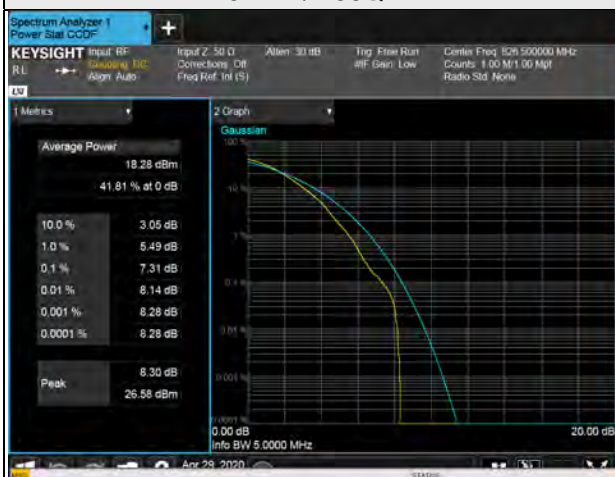 Spectrum Analyzer 1
Power Stat CCDF
+
KEYSIGHT Input: RF
RL
Coupling: DC
Align: Auto
Input Z: 50 Ω
Corrections: Off
Freq Ref: Int (S)
Atten: 30 dB
Trig: Free Run
#IF Gain: Low
Center Freq: 826.500000 MHz
Counts: 1.00 M/1.00 Mpt
Radio Std: None
LXI
1 Metrics
Average Power
18.28 dBm
41.81 % at 0 dB
10.0 % 3.05 dB
1.0 % 5.49 dB
0.1 % 7.31 dB
0.01 % 8.14 dB
0.001 % 8.28 dB
0.0001 % 8.28 dB
Peak
8.30 dB
26.58 dBm
2 Graph
Gaussian
100 %
10 %
1 %
0.1 %
0.01 %
0.001 %
0.0001 %
0.00 dB
20.00 dB
Info BW 5.0000 MHz
Apr 29, 2020
MSG
STATUS